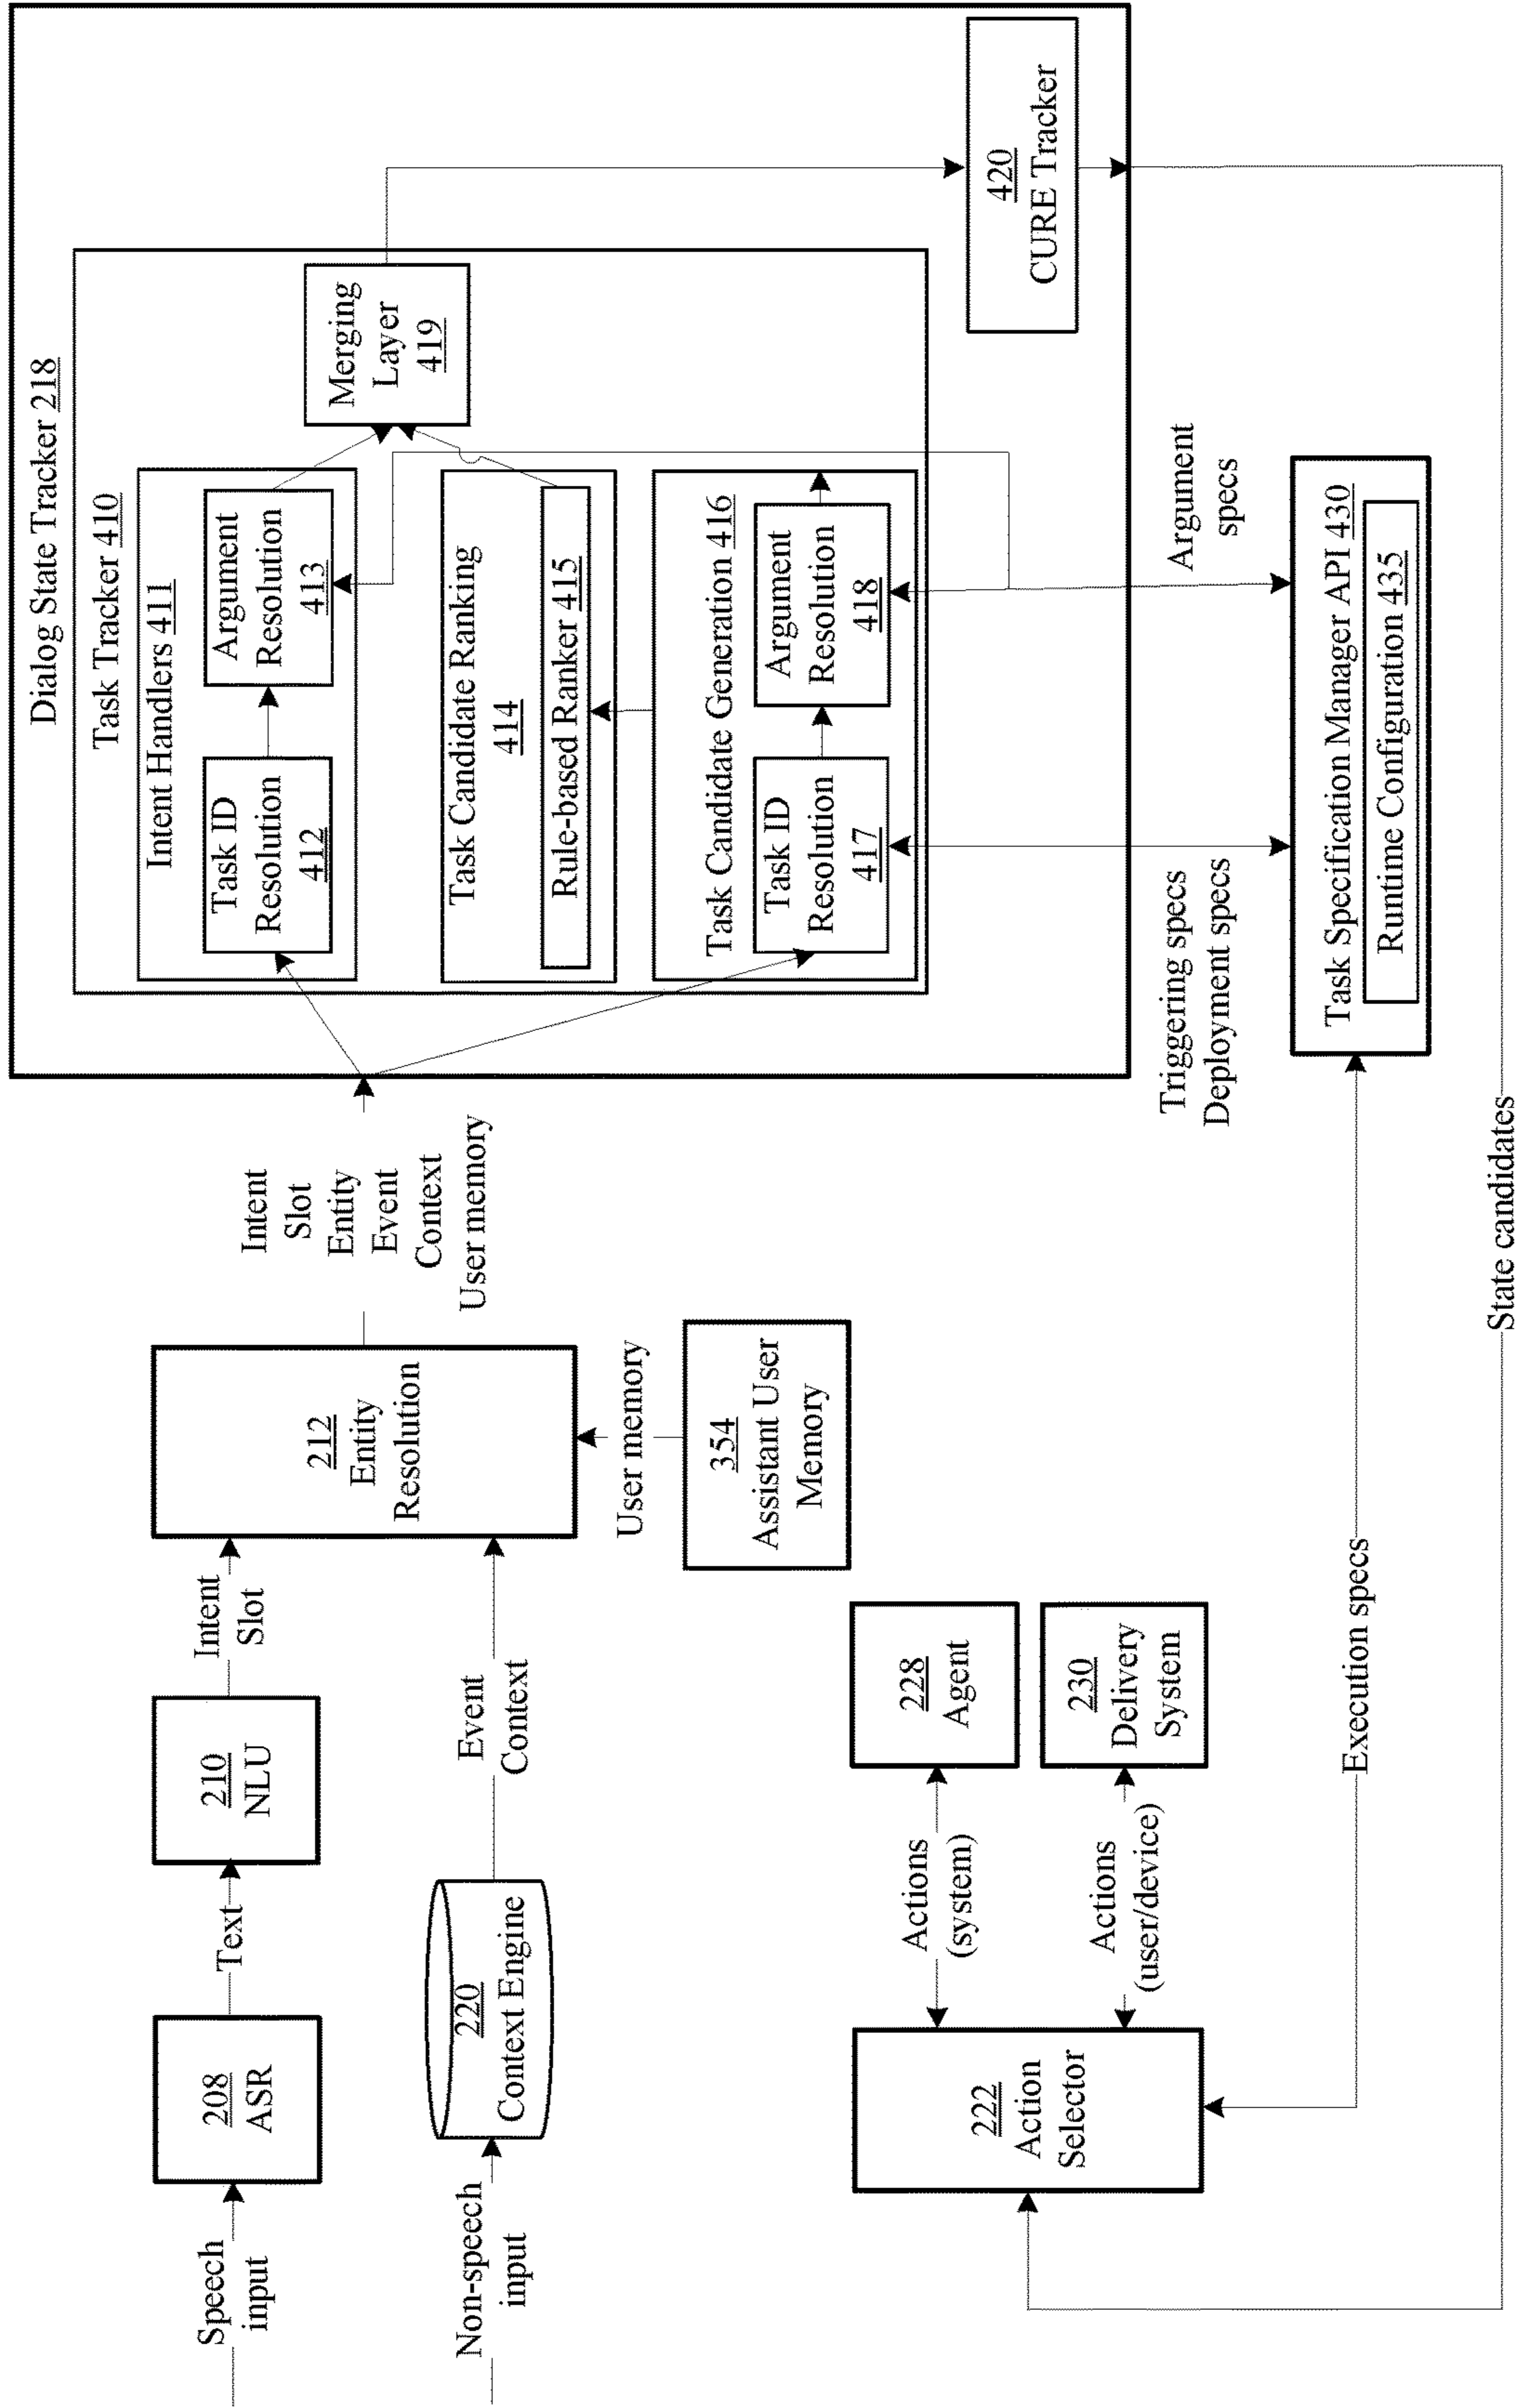 Speech
input
208
ASR
Text
210
NLU
Intent
Slot
Non-speech
input
220
Context Engine
Event
Context
212
Entity
Resolution
User memory
354
Assistant User
Memory
Intent
Slot
Entity
Event
Context
User memory
Dialog State Tracker 218
Task Tracker 410
Intent Handlers 411
Task ID
Resolution
412
Argument
Resolution
413
Task Candidate Ranking
414
Rule-based Ranker 415
Task Candidate Generation 416
Task ID
Resolution
417
Argument
Resolution
418
Merging
Layer
419
420
CURE Tracker
Triggering specs
Deployment specs
Argument
specs
Task Specification Manager API 430
Runtime Configuration 435
222
Action
Selector
Actions
(system)
228
Agent
Actions
(user/device)
230
Delivery
System
Execution specs
State candidates